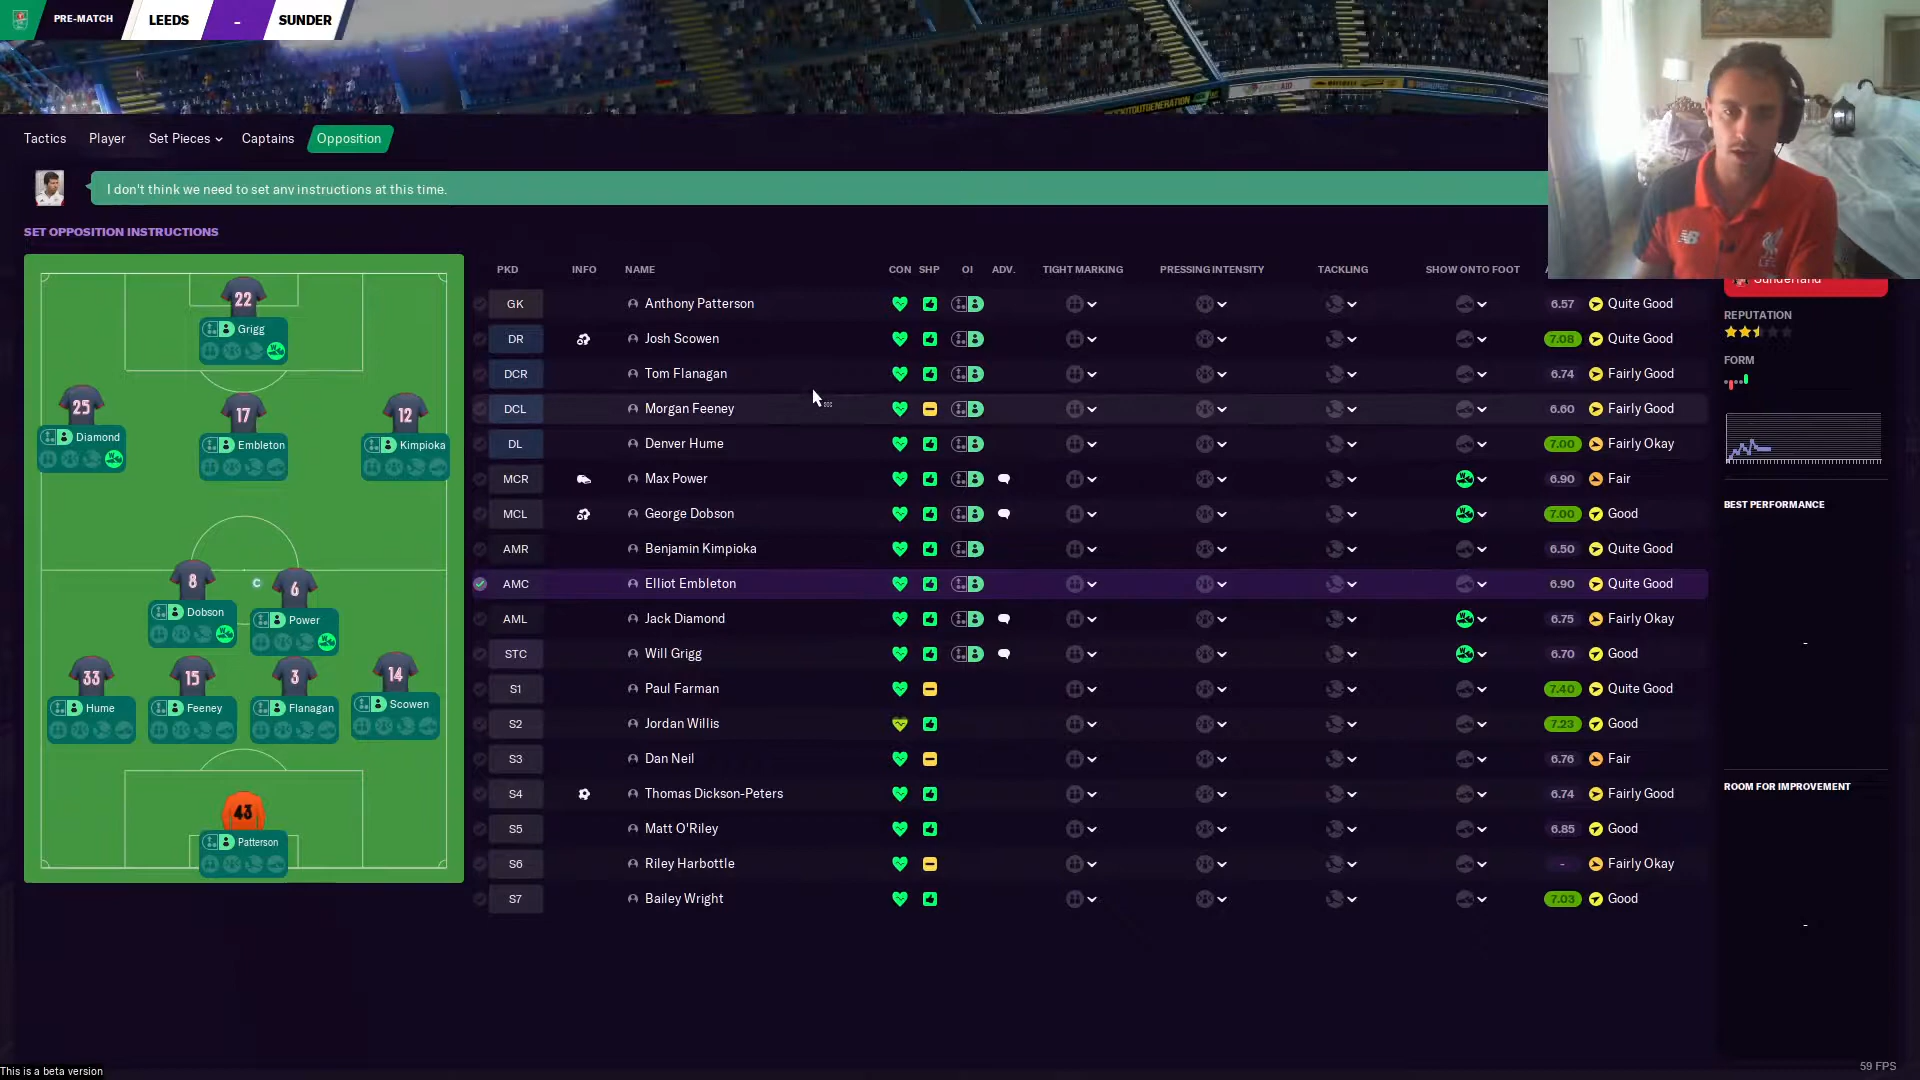 PRE-MATCH LEEDS - SUNDER
Tactics Player Set Pieces Captains Opposition
I don't think we need to set any instructions at this time.
SET OPPOSITION INSTRUCTIONS
PKD INFO NAME CON SHP OI ADV. TIGHT MARKING PRESSING INTENSITY TACKLING SHOW ONTO FOOT
GK Anthony Patterson 6.57 Quite Good
DR Josh Scowen 7.08 Quite Good
DCR Tom Flanagan 6.74 Fairly Good
DCL Morgan Feeney 6.60 Fairly Good
DL Denver Hume 7.00 Fairly Okay
MCR Max Power 6.90 Fair
MCL George Dobson 7.00 Good
AMR Benjamin Kimpioka 6.50 Quite Good
AMC Elliot Embleton 6.90 Quite Good
AML Jack Diamond 6.75 Fairly Okay
STC Will Grigg 6.70 Good
S1 Paul Farman 7.40 Quite Good
S2 Jordan Willis 7.23 Good
S3 Dan Neil 6.76 Fair
S4 Thomas Dickson-Peters 6.74 Fairly Good
S5 Matt O'Riley 6.85 Good
S6 Riley Harbottle - Fairly Okay
S7 Bailey Wright 7.03 Good
22
Grigg
25 17 12
Diamond Embleton Kimpioka
8 C 6
Dobson Power
33 15 3 14
Hume Feeney Flanagan Scowen
43
Patterson
Sunderland
REPUTATION
FORM
BEST PERFORMANCE
-
ROOM FOR IMPROVEMENT
-
This is a beta version
59 FPS